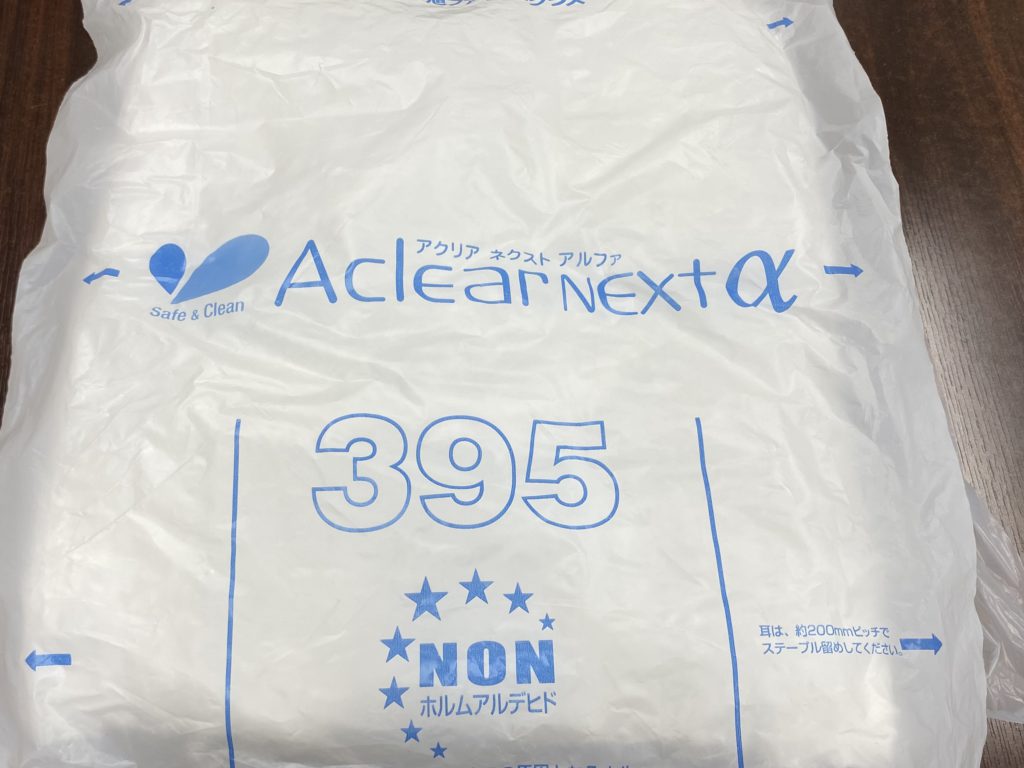 アクリア ネクスト アルファ
Aclear NEXT α
Safe & Clean
395
NON
ホルムアルデヒド
耳は、約200mmピッチで
ステープル留めしてください。